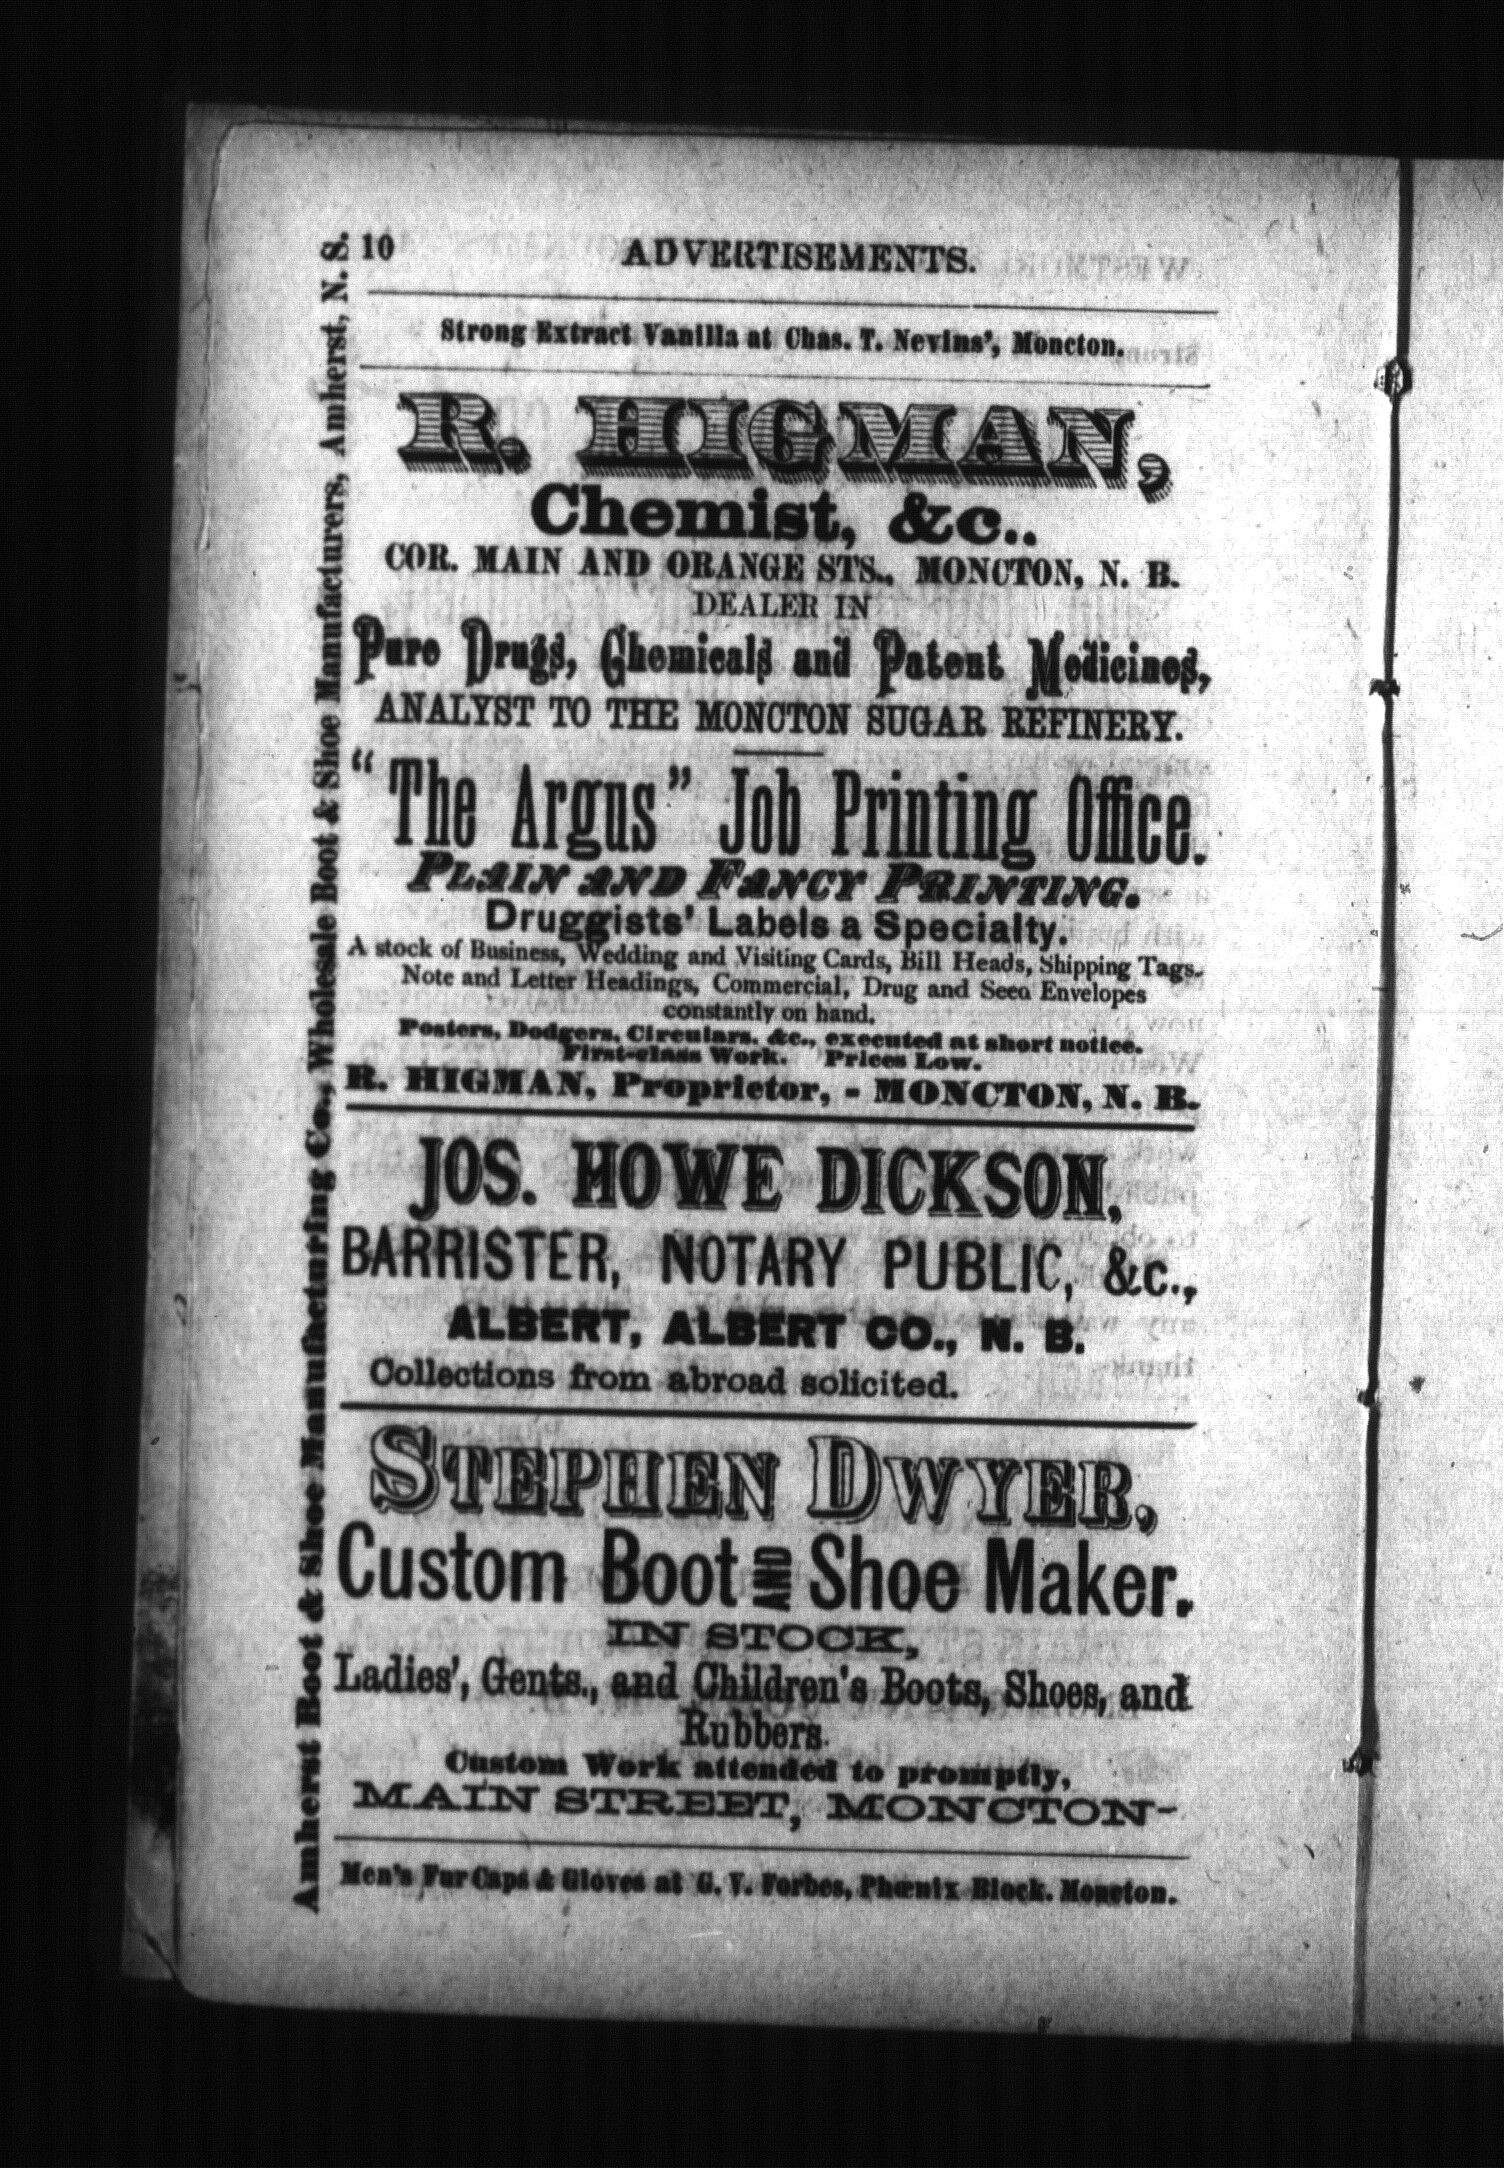 10
ADVERTISEMENTS.
Strong Extract Vanilla at Chas. T. Nevins', Moncton.
R. HIGMAN,
Chemist, &c..
COR. MAIN AND ORANGE STS., MONCTON, N. B.
DEALER IN
Pure Drugs, Chemicals and Patent Medicines,
ANALYST TO THE MONCTON SUGAR REFINERY.
"The Argus" Job Printing Office.
PLAIN AND FANCY PRINTING.
Druggists' Labels a Specialty.
A stock of Business, Wedding and Visiting Cards, Bill Heads, Shipping Tags.
Note and Letter Headings, Commercial, Drug and Seed Envelopes
constantly on hand.
Posters, Dodgers, Circulars, &c., executed at short notice.
First-class Work. Prices Low.
R. HIGMAN, Proprietor, - MONCTON, N. B.
JOS. HOWE DICKSON,
BARRISTER, NOTARY PUBLIC, &c.,
ALBERT, ALBERT CO., N. B.
Collections from abroad solicited.
STEPHEN DWYER,
Custom Boot AND Shoe Maker.
IN STOCK,
Ladies', Gents., and Children's Boots, Shoes, and
Rubbers.
Custom Work attended to promptly,
MAIN STREET, MONCTON-
Men's Fur Caps & Gloves at G. V. Forbes, Phœnix Block. Moncton.
Amherst Boot & Shoe Manufacturing Co., Wholesale Boot & Shoe Manufacturers, Amherst, N. S.